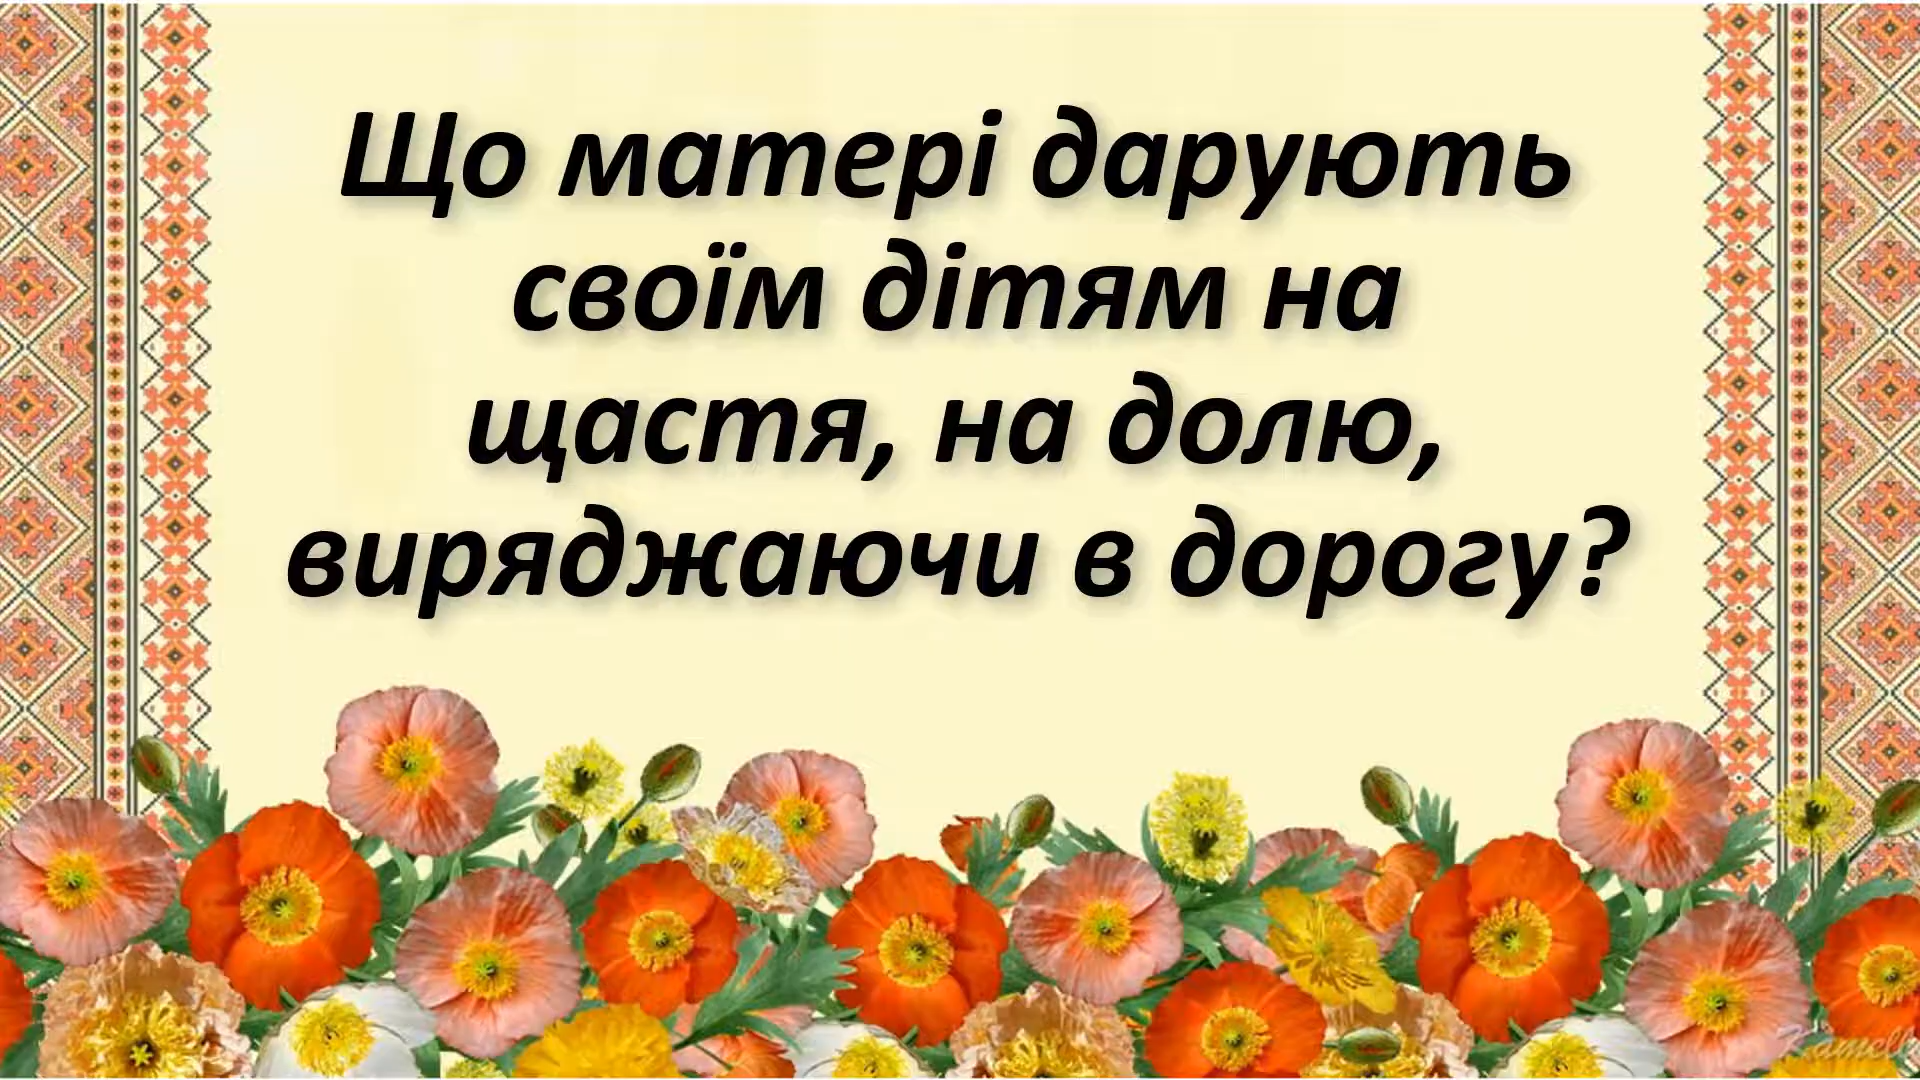 Що матері дарують
своїм дітям на
щастя, на долю,
виряджаючи в дорогу?